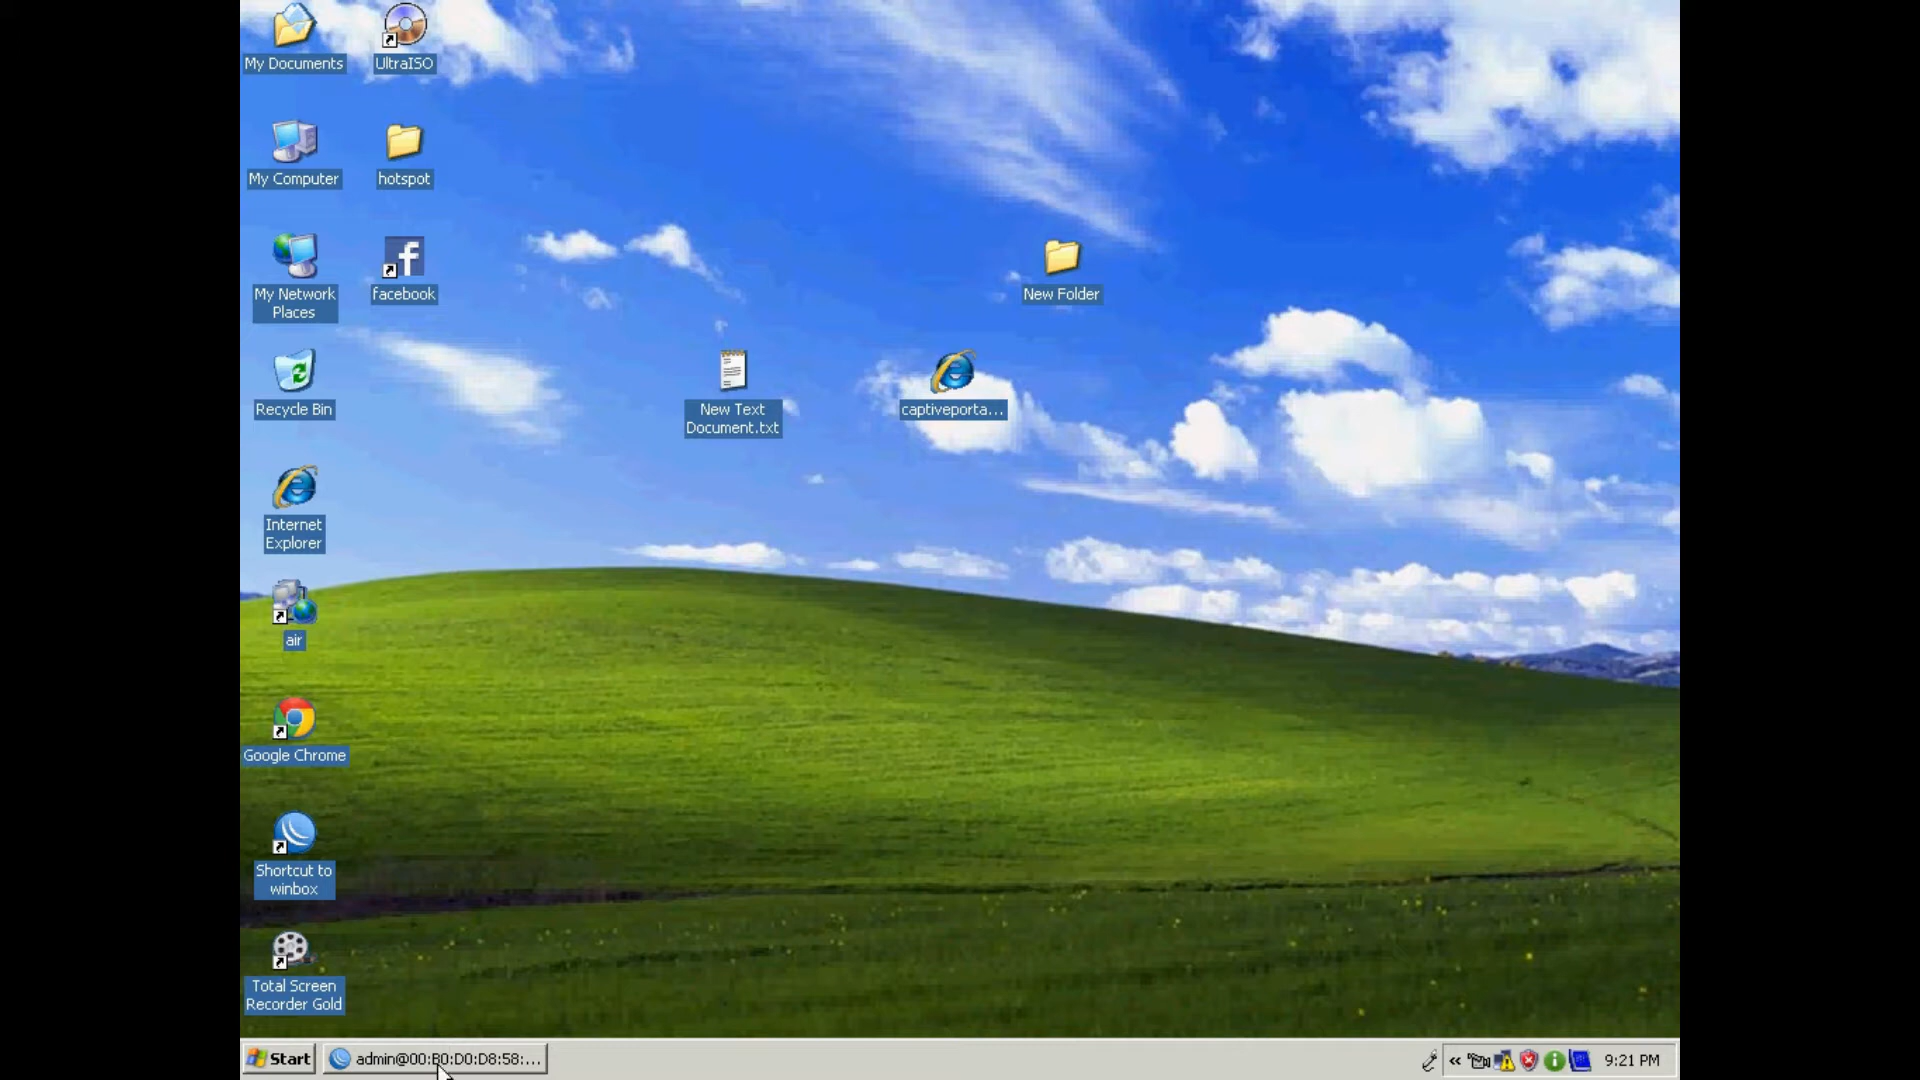 My Documents
UltraISO
My Computer
hotspot
My Network
Places
facebook
New Folder
Recycle Bin
New Text
Document.txt
captiveporta...
Internet
Explorer
air
Google Chrome
Shortcut to
winbox
Total Screen
Recorder Gold
Start
admin@00:B0:D0:D8:58:...
9:21 PM